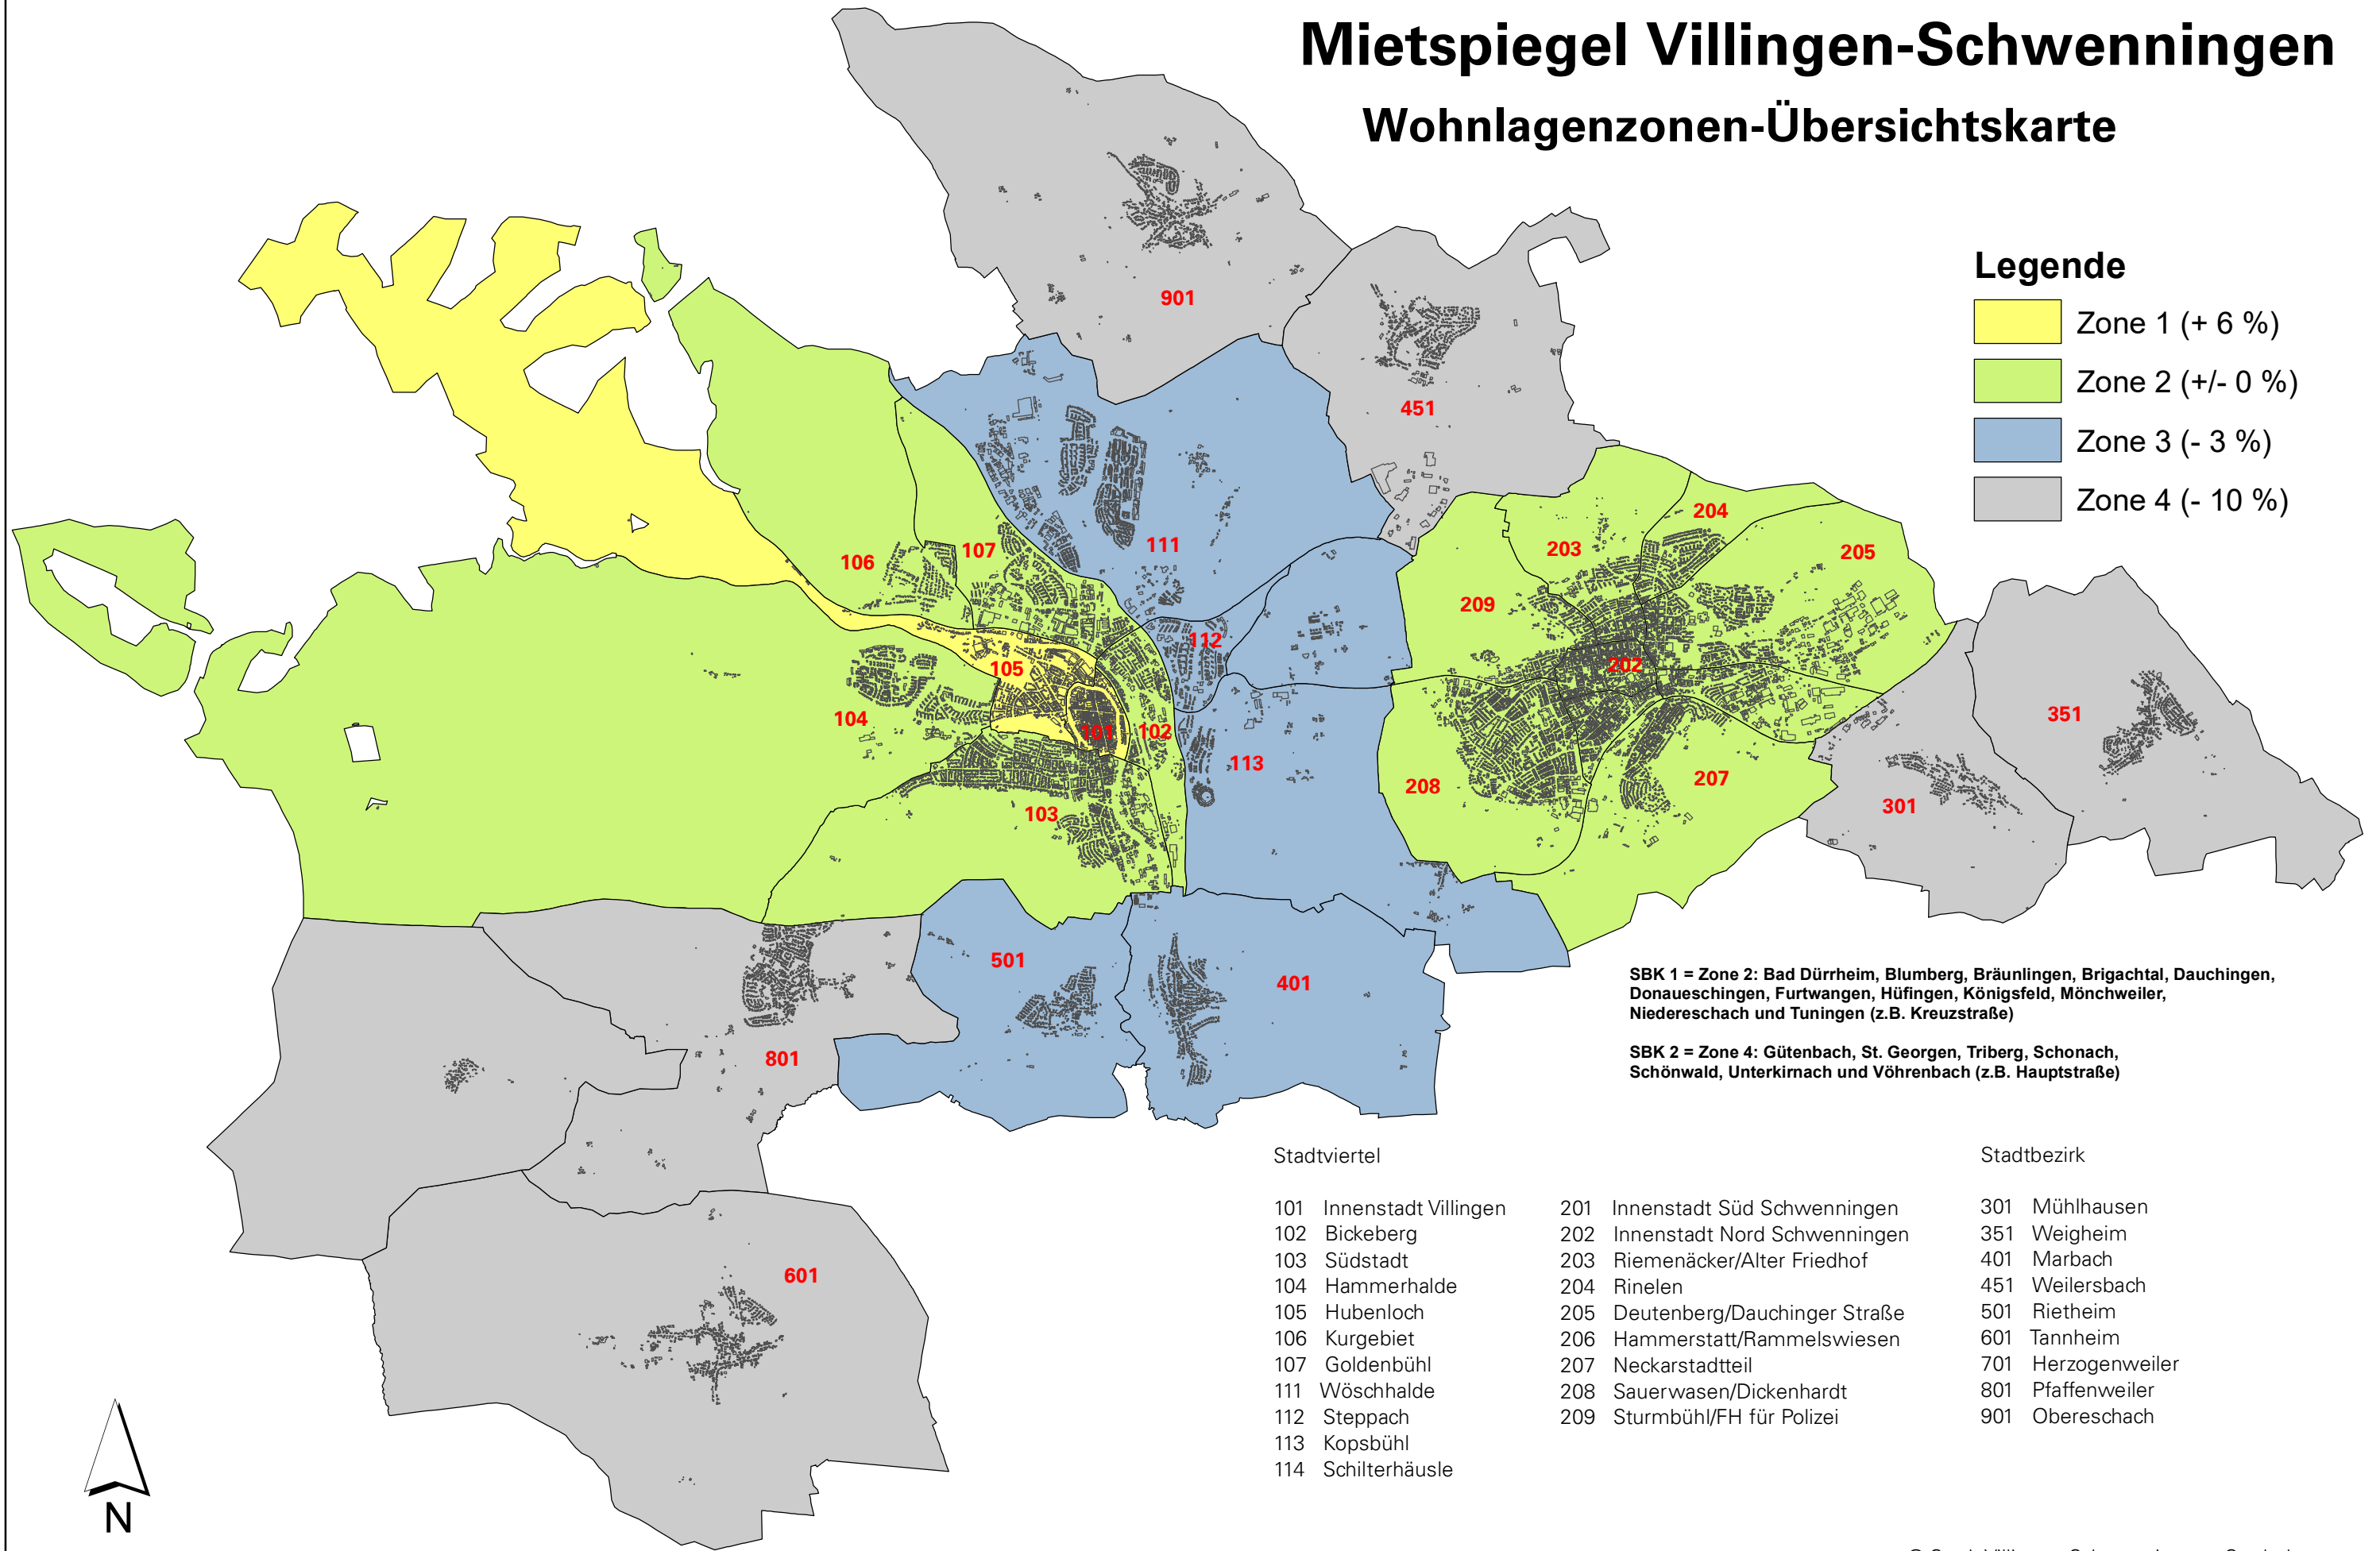 Mietspiegel Villingen-Schwenningen
Wohnlagenzonen-Übersichtskarte
Legende
Zone 1 (+ 6 %)
Zone 2 (+/- 0 %)
Zone 3 (- 3 %)
Zone 4 (- 10 %)
901
451
204
203
205
107
111
106
209
112
202
105
351
104
101
102
113
207
208
301
103
501
401
801
601
SBK 1 = Zone 2: Bad Dürrheim, Blumberg, Bräunlingen, Brigachtal, Dauchingen,
Donaueschingen, Furtwangen, Hüfingen, Königsfeld, Mönchweiler,
Niedereschach und Tuningen (z.B. Kreuzstraße)
SBK 2 = Zone 4: Gütenbach, St. Georgen, Triberg, Schonach,
Schönwald, Unterkirnach und Vöhrenbach (z.B. Hauptstraße)
Stadtviertel
101 Innenstadt Villingen
102 Bickeberg
103 Südstadt
104 Hammerhalde
105 Hubenloch
106 Kurgebiet
107 Goldenbühl
111 Wöschhalde
112 Steppach
113 Kopsbühl
114 Schilterhäusle
201 Innenstadt Süd Schwenningen
202 Innenstadt Nord Schwenningen
203 Riemenäcker/Alter Friedhof
204 Rinelen
205 Deutenberg/Dauchinger Straße
206 Hammerstatt/Rammelswiesen
207 Neckarstadtteil
208 Sauerwasen/Dickenhardt
209 Sturmbühl/FH für Polizei
Stadtbezirk
301 Mühlhausen
351 Weigheim
401 Marbach
451 Weilersbach
501 Rietheim
601 Tannheim
701 Herzogenweiler
801 Pfaffenweiler
901 Obereschach
N